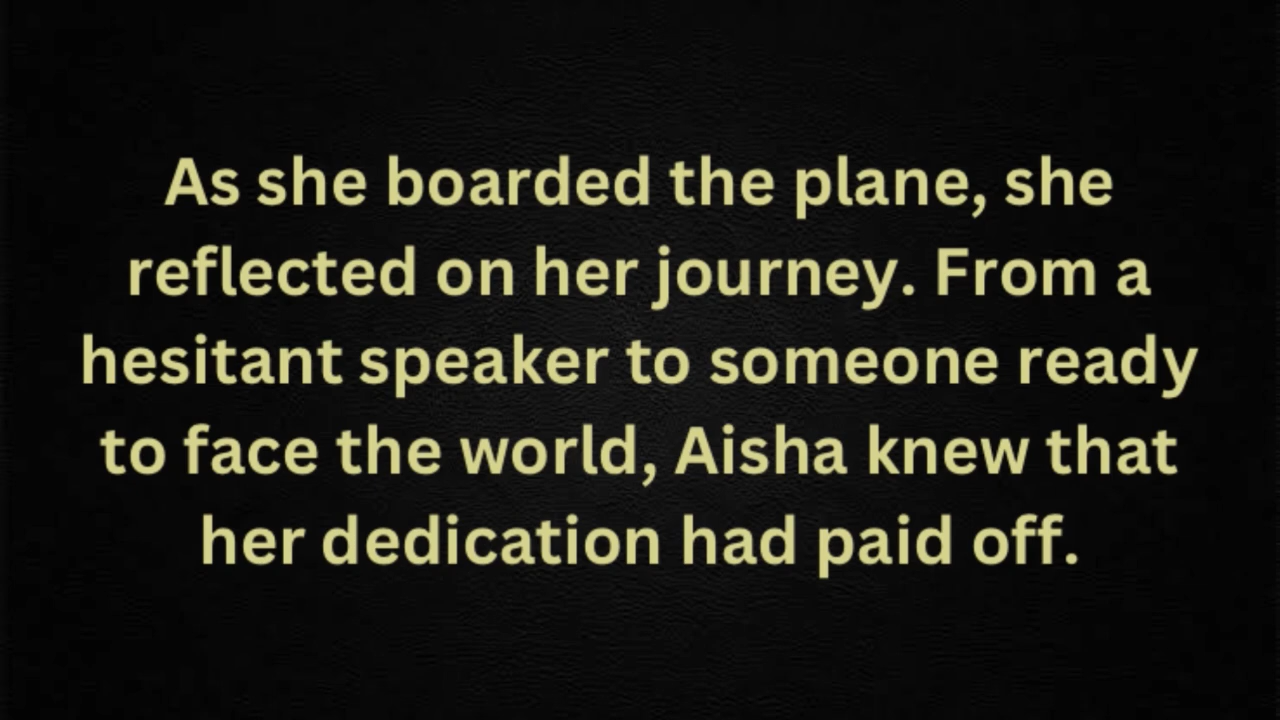 As she boarded the plane, she
reflected on her journey. From a
hesitant speaker to someone ready
to face the world, Aisha knew that
her dedication had paid off.